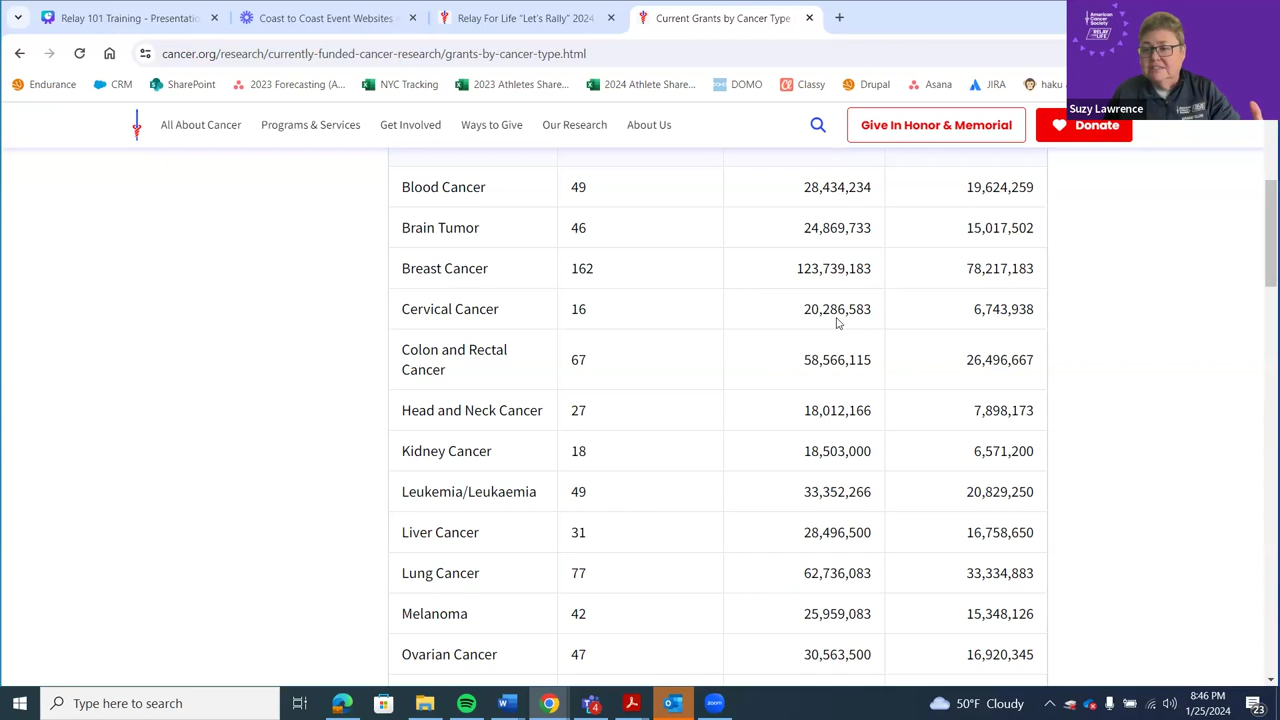 Relay 101 Training - Presentatio
Coast to Coast Event Websites
Relay For Life "Let's Rally" 2024
Current Grants by Cancer Type
cancer.org/research/currently-funded-cancer-research/grants-by-cancer-type.html
Endurance
CRM
SharePoint
2023 Forecasting (A...
NYC Tracking
2023 Athletes Share...
2024 Athlete Share...
DOMO
Classy
Drupal
Asana
JIRA
haku
American
Cancer
Society
RELAY
FOR LIFE
Suzy Lawrence
All About Cancer
Programs & Services
Ways to Give
Our Research
About Us
Give In Honor & Memorial
Donate
Blood Cancer 49 28,434,234 19,624,259
Brain Tumor 46 24,869,733 15,017,502
Breast Cancer 162 123,739,183 78,217,183
Cervical Cancer 16 20,286,583 6,743,938
Colon and Rectal
Cancer 67 58,566,115 26,496,667
Head and Neck Cancer 27 18,012,166 7,898,173
Kidney Cancer 18 18,503,000 6,571,200
Leukemia/Leukaemia 49 33,352,266 20,829,250
Liver Cancer 31 28,496,500 16,758,650
Lung Cancer 77 62,736,083 33,334,883
Melanoma 42 25,959,083 15,348,126
Ovarian Cancer 47 30,563,500 16,920,345
Type here to search
zoom
50°F Cloudy
8:46 PM
1/25/2024
23